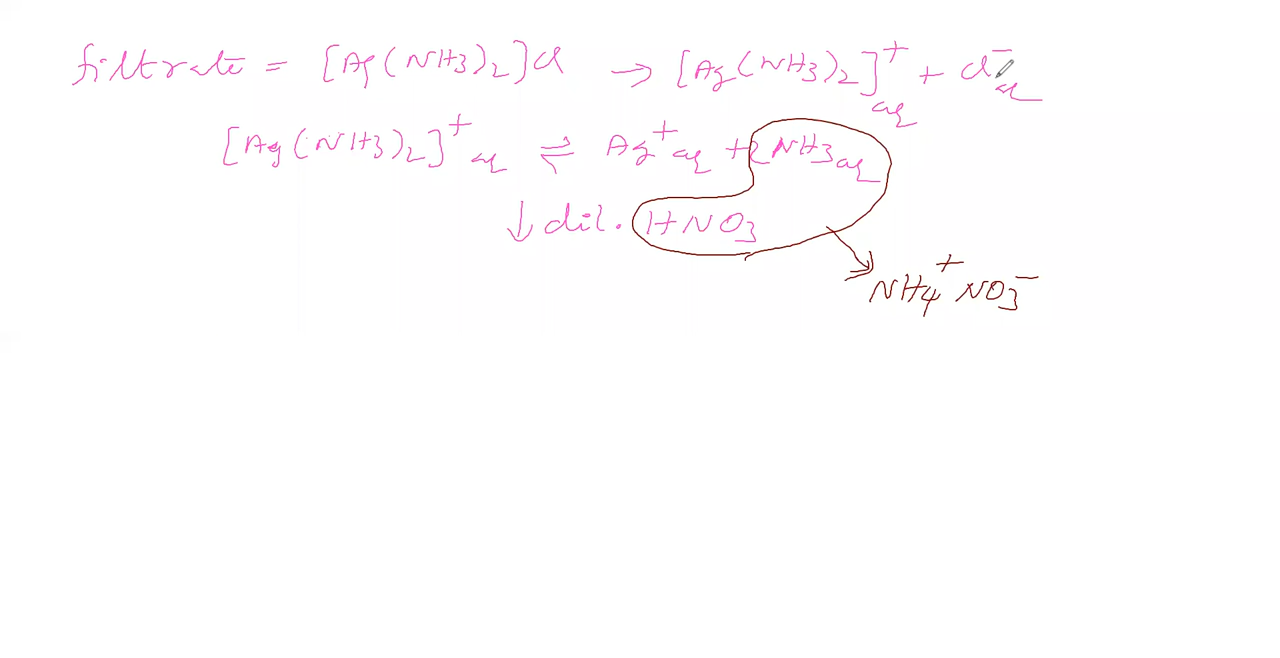 filtrate = [Ag(NH3)2]Cl → [Ag(NH3)2]⁺aq + Cl⁻aq
[Ag(NH3)2]⁺aq ⇌ Ag⁺aq + 2NH3aq
↓ dil. HNO3
NH4⁺ NO3⁻